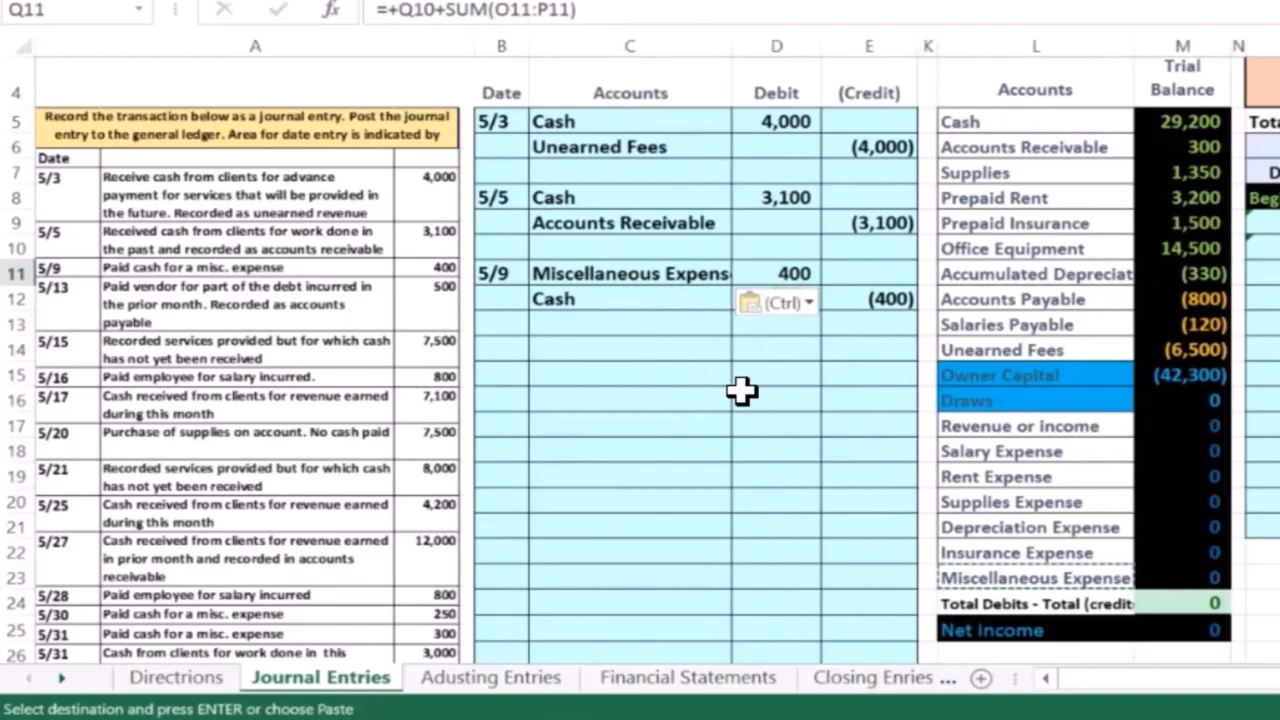 Q11 fx =+Q10+SUM(O11:P11)
A B C D E K L M N
4 Date Accounts Debit (Credit) Accounts Trial Balance
5 6 7 8 9 10 11 12 13 14 15 16 17 18 19 20 21 22 23 24 25 26
Record the transaction below as a journal entry. Post the journal
entry to the general ledger. Area for date entry is indicated by
Date
5/3 Receive cash from clients for advance 4,000
payment for services that will be provided in
the future. Recorded as unearned revenue
5/5 Received cash from clients for work done in 3,100
the past and recorded as accounts receivable
5/9 Paid cash for a misc. expense 400
5/13 Paid vendor for part of the debt incurred in 500
the prior month. Recorded as accounts
payable
5/15 Recorded services provided but for which cash 7,500
has not yet been received
5/16 Paid employee for salary incurred. 800
5/17 Cash received from clients for revenue earned 7,100
during this month
5/20 Purchase of supplies on account. No cash paid 7,500
5/21 Recorded services provided but for which cash 8,000
has not yet been received
5/25 Cash received from clients for revenue earned 4,200
during this month
5/27 Cash received from clients for revenue earned 12,000
in prior month and recorded in accounts
receivable
5/28 Paid employee for salary incurred 800
5/30 Paid cash for a misc. expense 250
5/31 Paid cash for a misc. expense 300
5/31 Cash from clients for work done in this 3,000
5/3 Cash 4,000
Unearned Fees (4,000)
5/5 Cash 3,100
Accounts Receivable (3,100)
5/9 Miscellaneous Expens 400
Cash (400)
(Ctrl)
Cash 29,200
Accounts Receivable 300
Supplies 1,350
Prepaid Rent 3,200
Prepaid Insurance 1,500
Office Equipment 14,500
Accumulated Depreciat (330)
Accounts Payable (800)
Salaries Payable (120)
Unearned Fees (6,500)
Owner Capital (42,300)
Draws 0
Revenue or income 0
Salary Expense 0
Rent Expense 0
Supplies Expense 0
Depreciation Expense 0
Insurance Expense 0
Miscellaneous Expense 0
Total Debits - Total (credit 0
Net Income 0
Tota
D
Beg
Directrions Journal Entries Adusting Entries Financial Statements Closing Enries ...
Select destination and press ENTER or choose Paste